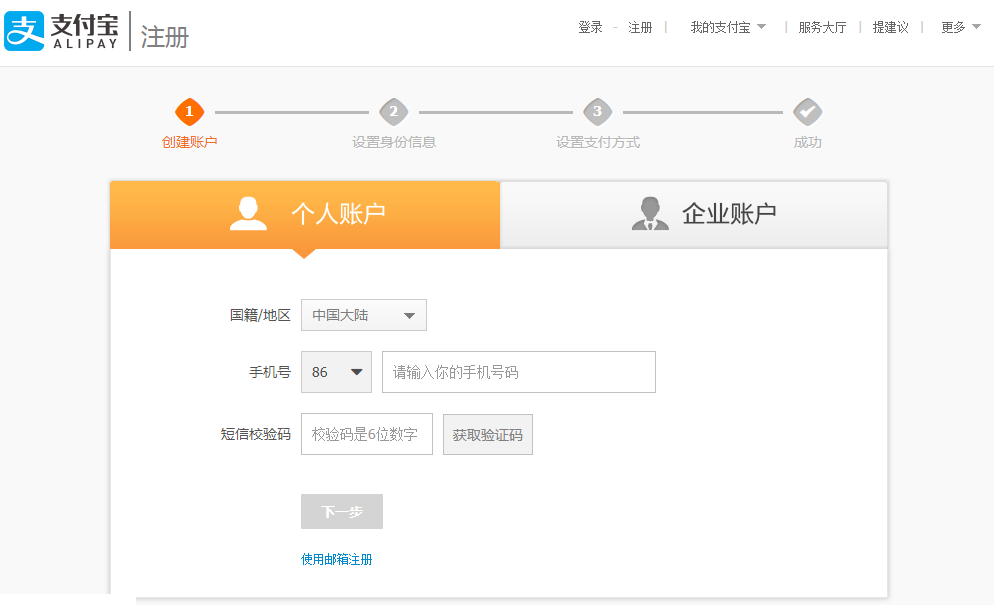 支付宝 ALIPAY 注册 登录 - 注册 | 我的支付宝 | 服务大厅 | 提建议 | 更多
1 2 3
创建账户 设置身份信息 设置支付方式 成功
个人账户 企业账户
国籍/地区 中国大陆
手机号 86 请输入你的手机号码
短信校验码 校验码是6位数字 获取验证码
下一步
使用邮箱注册